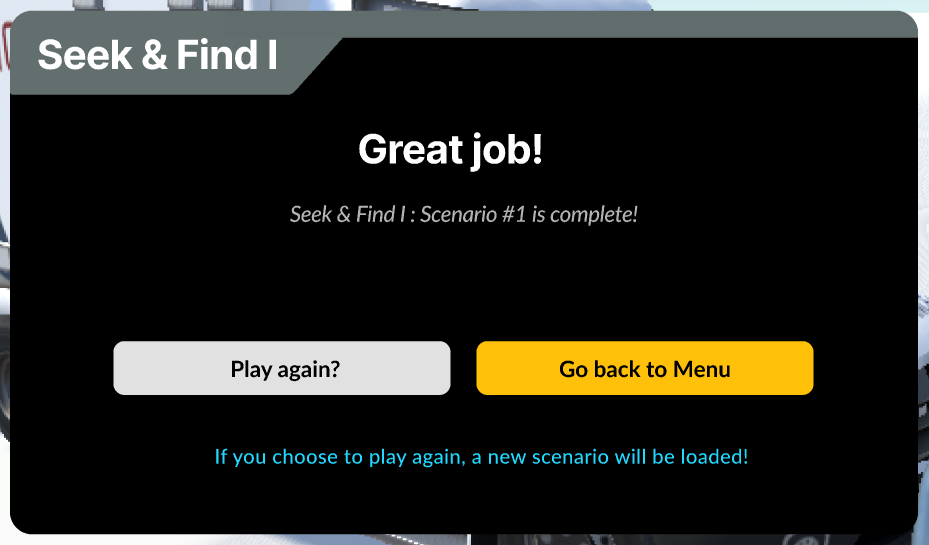 Seek & Find I
Great job!
Seek & Find I : Scenario #1 is complete!
Play again?
Go back to Menu
If you choose to play again, a new scenario will be loaded!